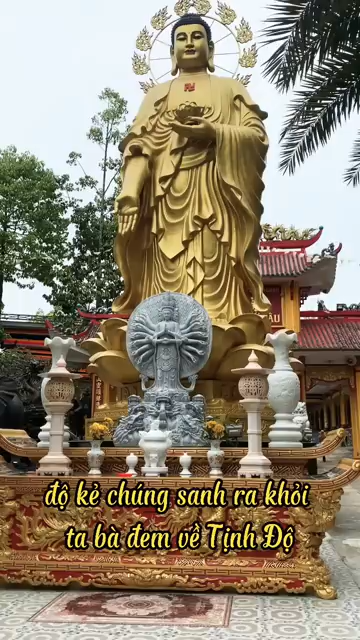 độ kẻ chúng sanh ra khỏi
ta bà đem về Tịnh Độ